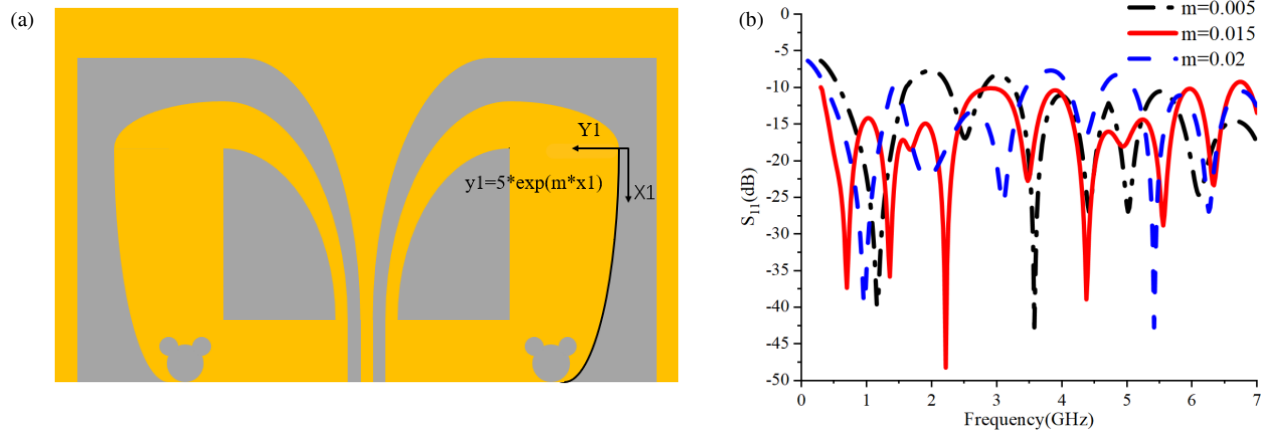 (a)
Y1
y1=5*exp(m*x1)
X1
(b)
m=0.005
m=0.015
m=0.02
0
-5
-10
-15
-20
-25
-30
-35
-40
-45
-50
S11(dB)
1 2 3 4 5 6 7
Frequency(GHz)